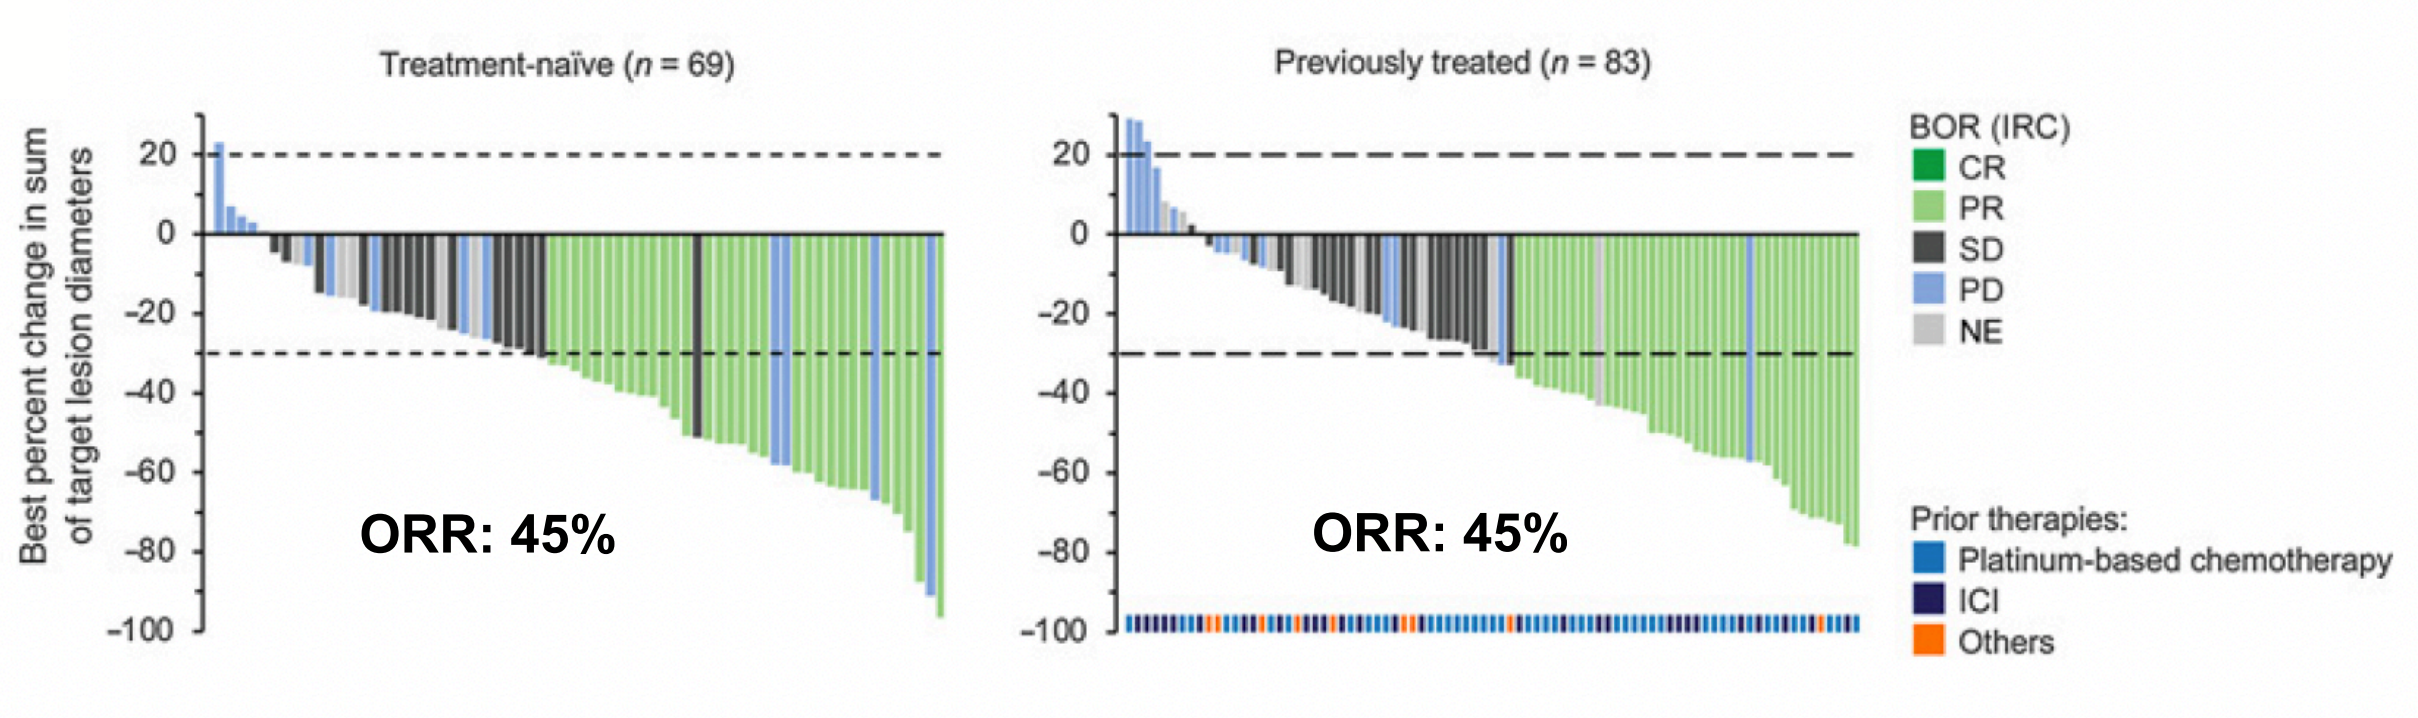 Treatment-naïve (n = 69)
Previously treated (n = 83)
Best percent change in sum
of target lesion diameters
20
0
−20
−40
−60
−80
−100
ORR: 45%
20
0
−20
−40
−60
−80
−100
ORR: 45%
BOR (IRC)
CR
PR
SD
PD
NE
Prior therapies:
Platinum-based chemotherapy
ICI
Others